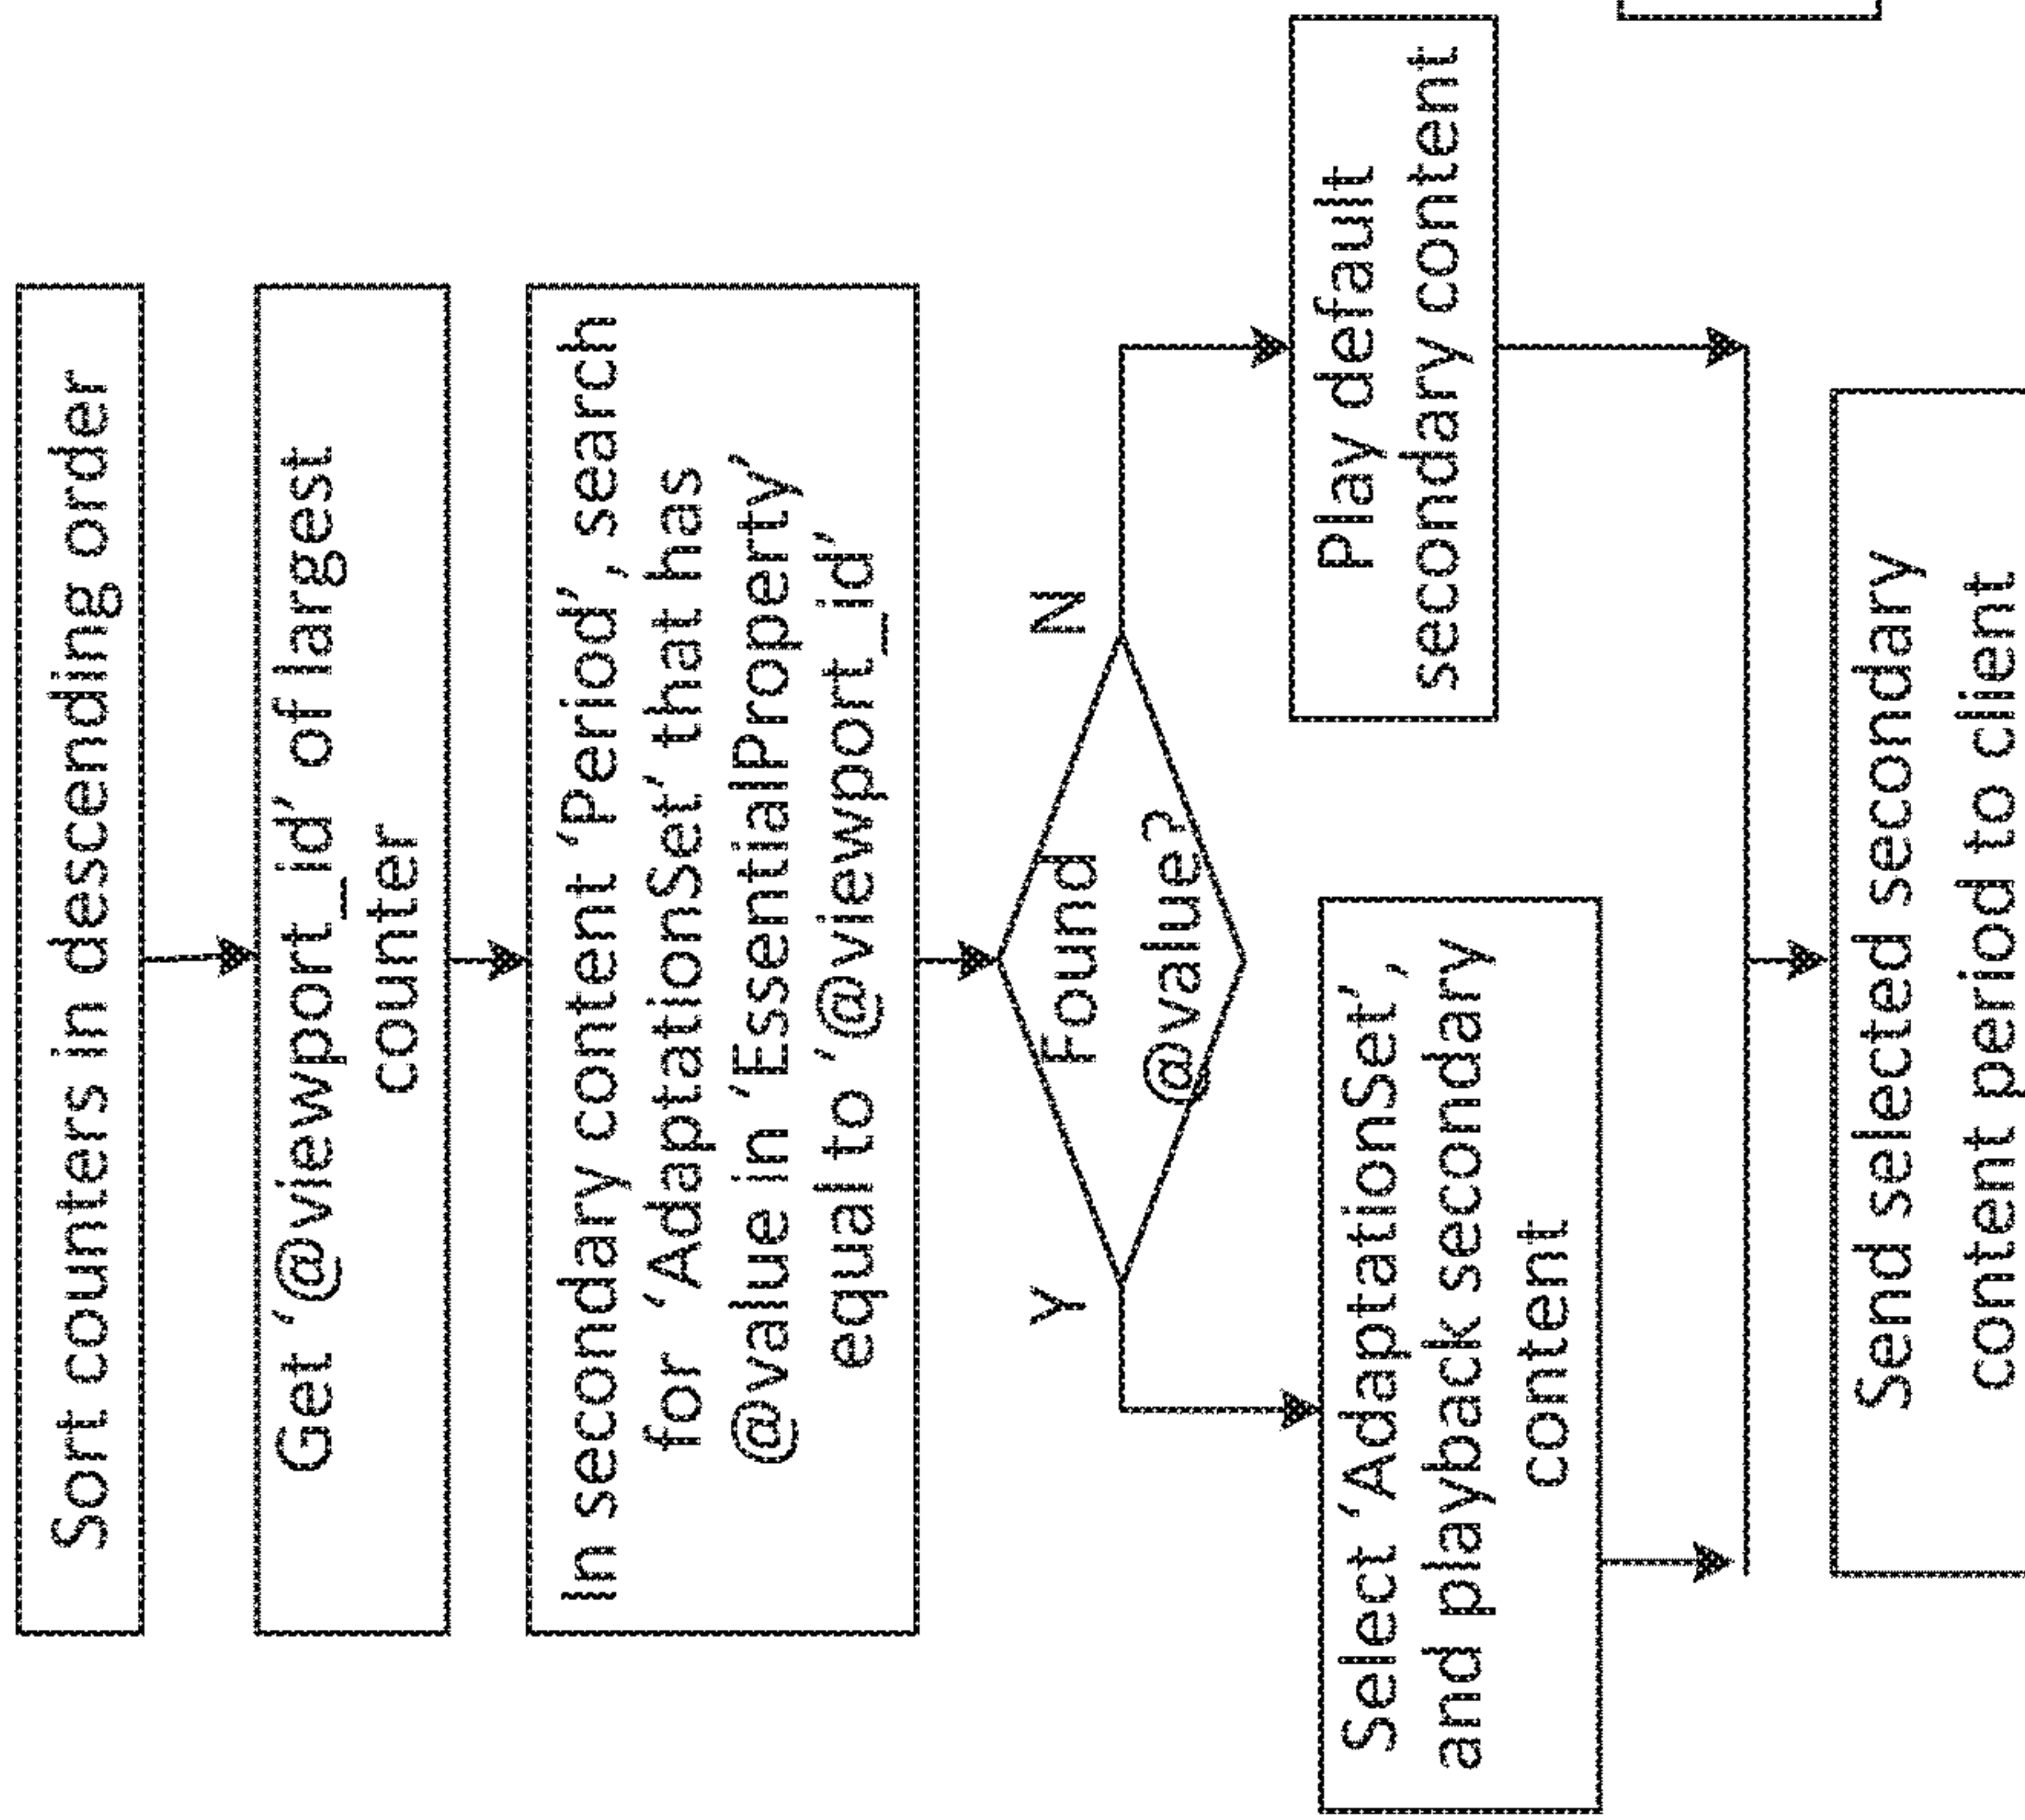 Sort counters in descending order
Get ‘@viewport_id’ of largest
counter
In secondary content ‘Period’, search
for ‘AdaptationSet’ that has
@value in ‘EssentialProperty’
equal to ‘@viewport_id’
Found
@value?
Y
N
Select ‘AdaptationSet’,
and playback secondary
content
Play default
secondary content
Send selected secondary
content period to client